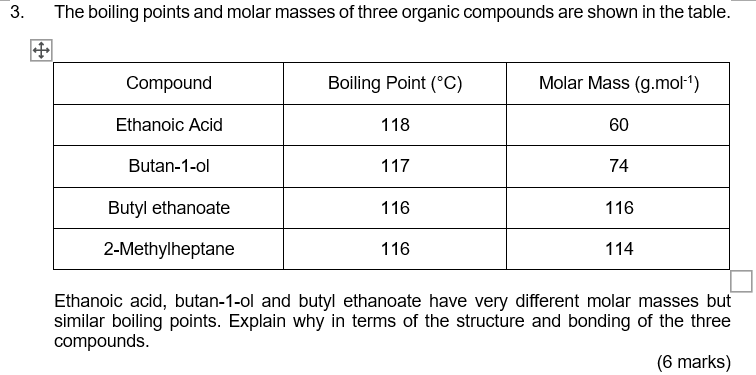 3. The boiling points and molar masses of three organic compounds are shown in the table.
Compound Boiling Point (°C) Molar Mass (g.mol⁻¹)
Ethanoic Acid 118 60
Butan-1-ol 117 74
Butyl ethanoate 116 116
2-Methylheptane 116 114
Ethanoic acid, butan-1-ol and butyl ethanoate have very different molar masses but
similar boiling points. Explain why in terms of the structure and bonding of the three
compounds.
(6 marks)